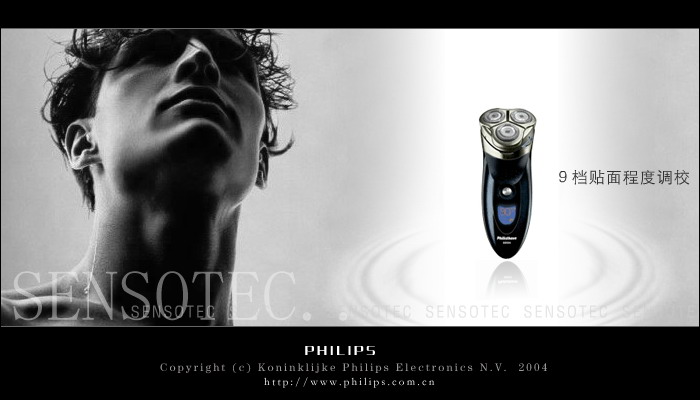 9 档贴面程度调校
SENSOTEC.
SENSOTEC SENSOTEC SENSOTEC
PHILIPS
Copyright (c) Koninklijke Philips Electronics N.V. 2004
http://www.philips.com.cn